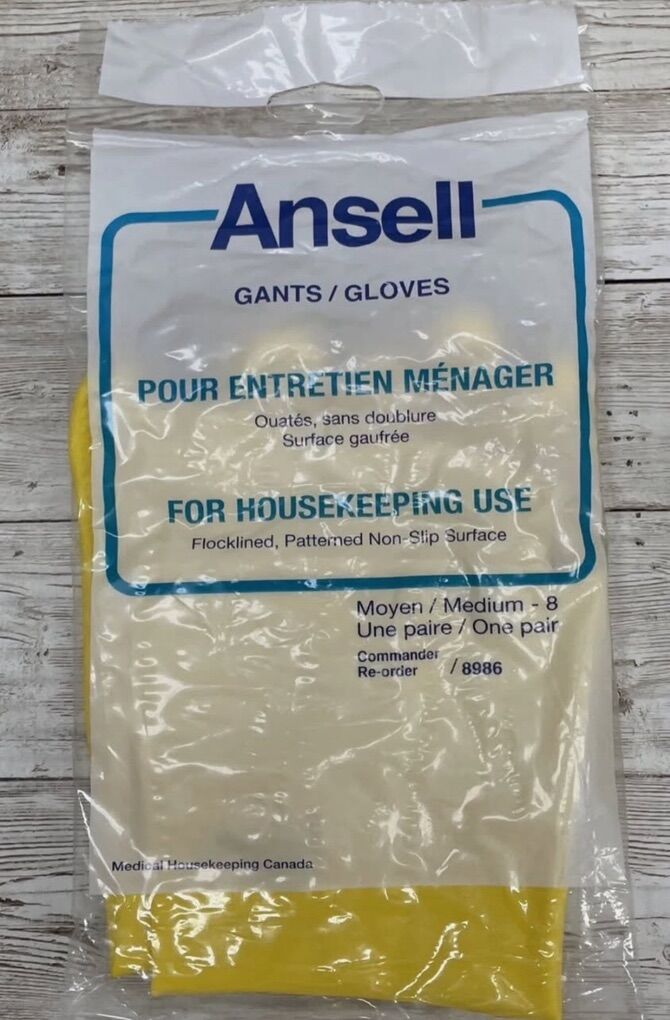 Ansell
GANTS / GLOVES
POUR ENTRETIEN MÉNAGER
Ouatés, sans doublure
Surface gaufrée
FOR HOUSEKEEPING USE
Flocklined, Patterned Non-Slip Surface
Moyen / Medium - 8
Une paire / One pair
Commander
Re-order / 8986
Medical Housekeeping Canada